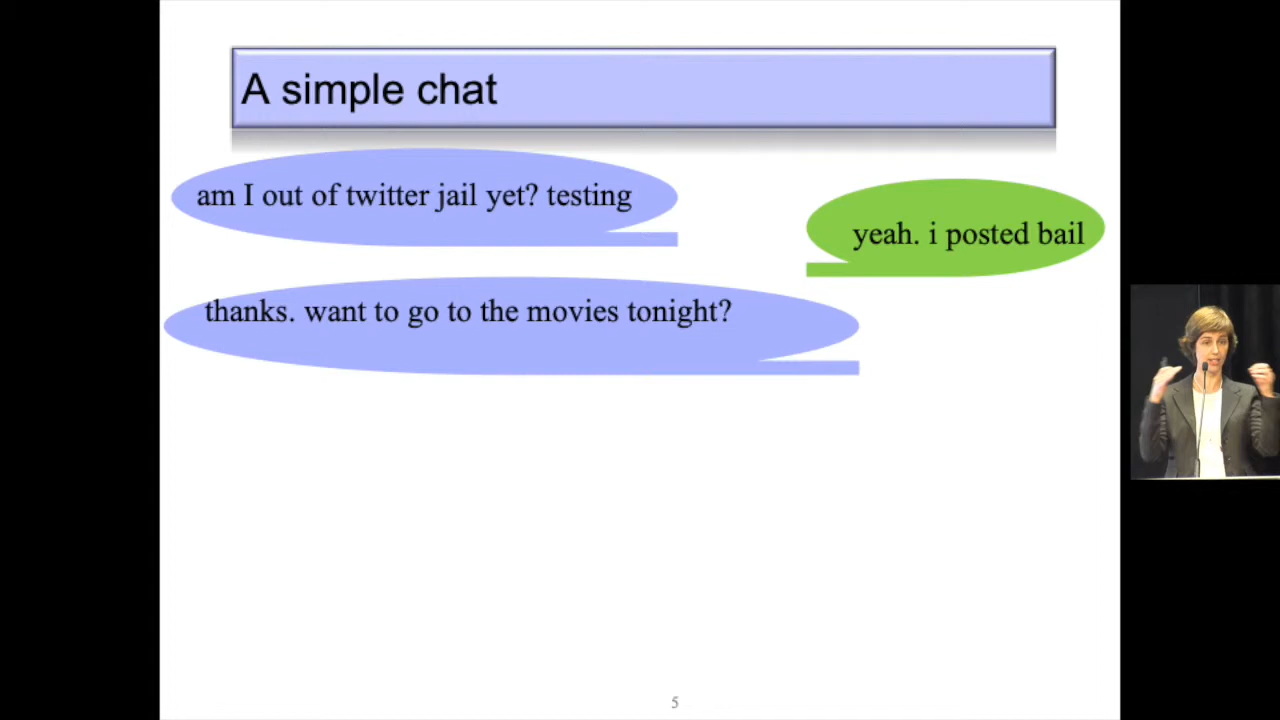 A simple chat
am I out of twitter jail yet? testing
yeah. i posted bail
thanks. want to go to the movies tonight?
5